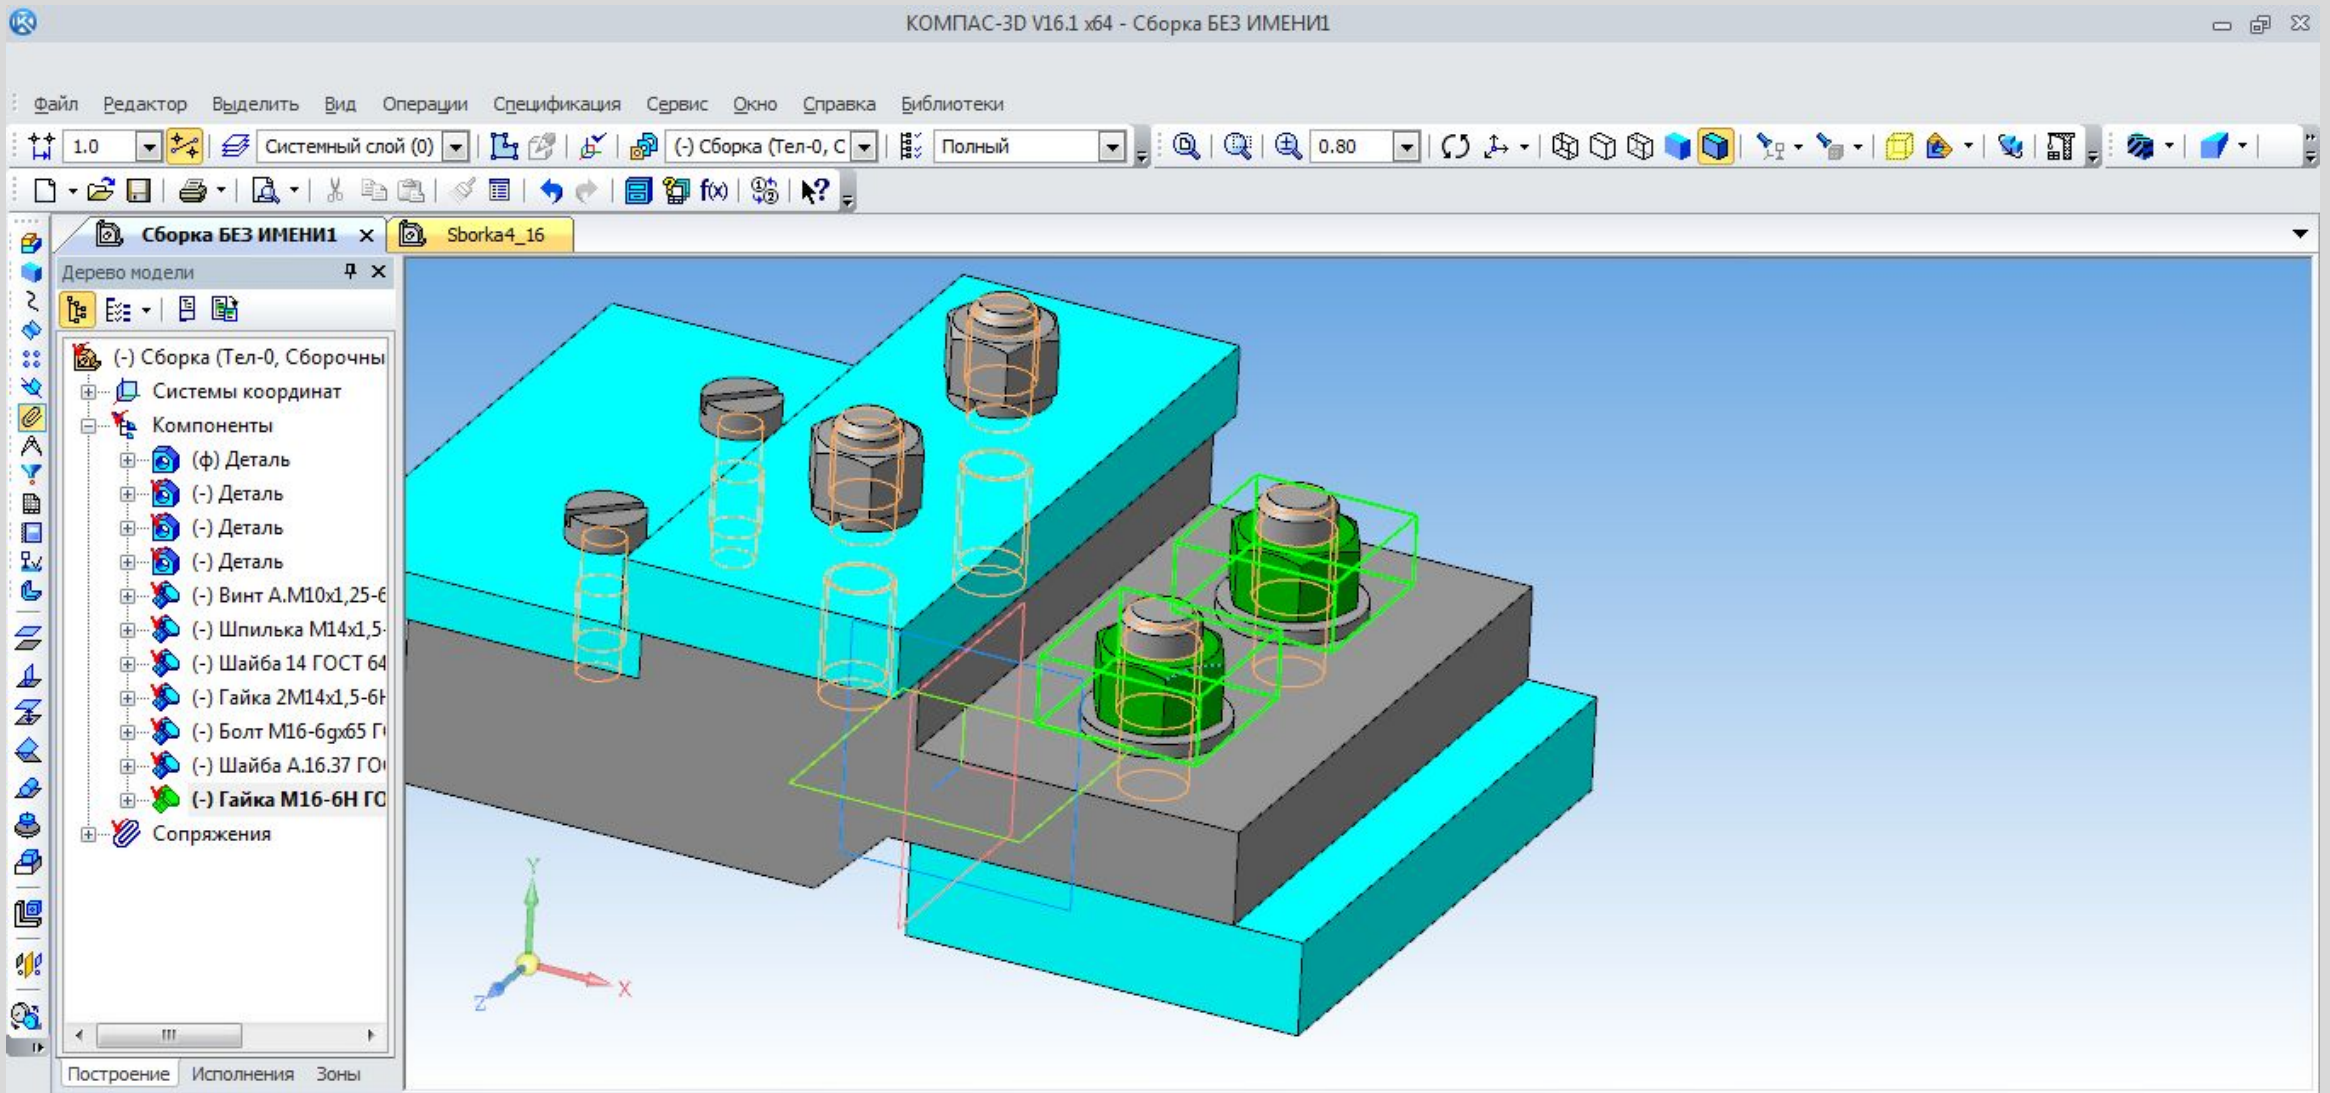 КОМПАС-3D V16.1 x64 - Сборка БЕЗ ИМЕНИ1
Файл Редактор Выделить Вид Операции Спецификация Сервис Окно Справка Библиотеки
1.0 Системный слой (0) (-) Сборка (Тел-0, С Полный 0.80
f(x)
Сборка БЕЗ ИМЕНИ1 Sborka4_16
Дерево модели
(-) Сборка (Тел-0, Сборочны
Системы координат
Компоненты
(ф) Деталь
(-) Деталь
(-) Деталь
(-) Деталь
(-) Винт А.М10х1,25-6
(-) Шпилька М14х1,5-
(-) Шайба 14 ГОСТ 64
(-) Гайка 2М14х1,5-6Н
(-) Болт М16-6gx65 Г
(-) Шайба А.16.37 ГО
(-) Гайка М16-6Н ГО
Сопряжения
Y
X
Z
Построение Исполнения Зоны